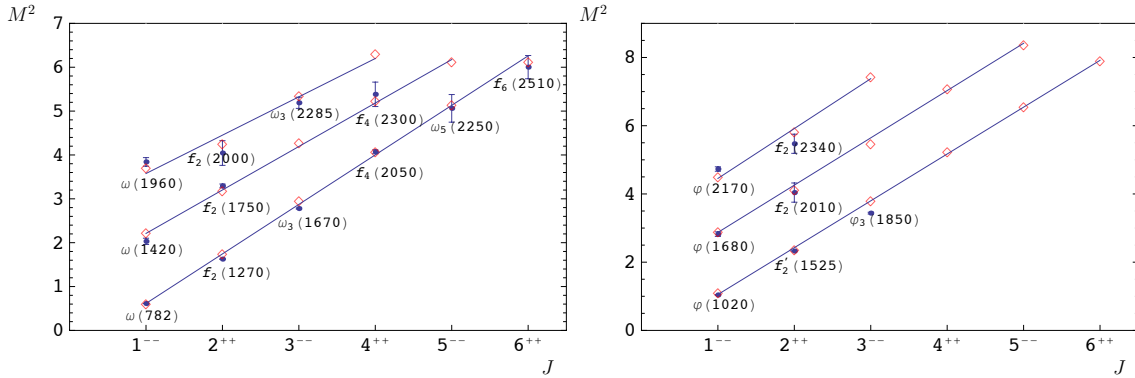 M²
7
6
5
4
3
2
1
0
ω(1960)
f₂(2000)
ω₃(2285)
f₄(2300)
ω₅(2250)
f₆(2510)
ω(1420)
f₂(1750)
ω₃(1670)
f₄(2050)
f₂(1270)
ω(782)
1⁻⁻ 2⁺⁺ 3⁻⁻ 4⁺⁺ 5⁻⁻ 6⁺⁺
J
M²
8
6
4
2
0
φ(2170)
f₂(2340)
φ(1680)
f₂(2010)
φ₃(1850)
f₂′(1525)
φ(1020)
1⁻⁻ 2⁺⁺ 3⁻⁻ 4⁺⁺ 5⁻⁻ 6⁺⁺
J